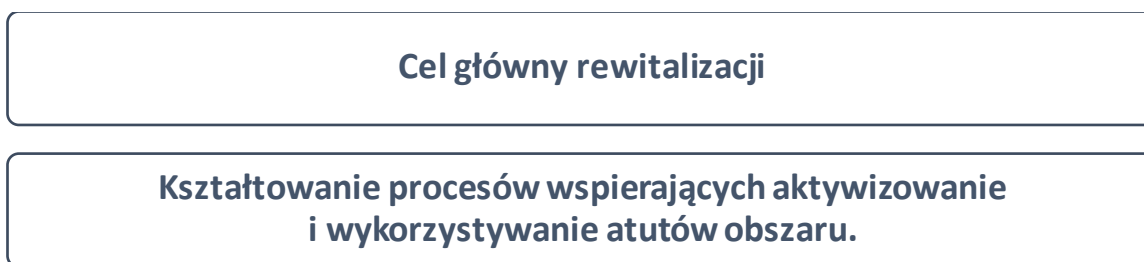 Cel główny rewitalizacji
Kształtowanie procesów wspierających aktywizowanie
i wykorzystywanie atutów obszaru.